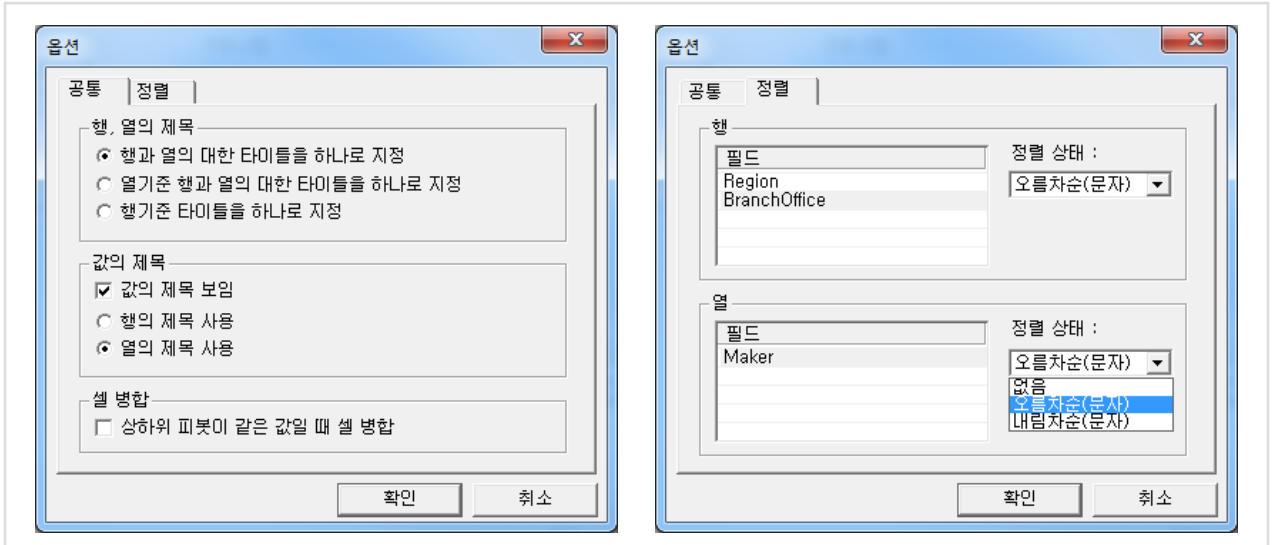 옵션
공통
정렬
행, 열의 제목
행과 열의 대한 타이틀을 하나로 지정
열기준 행과 열의 대한 타이틀을 하나로 지정
행기준 타이틀을 하나로 지정
값의 제목
값의 제목 보임
행의 제목 사용
열의 제목 사용
셀 병합
상하위 피봇이 같은 값일 때 셀 병합
확인
취소
옵션
공통
정렬
행
필드
Region
BranchOffice
정렬 상태 :
오름차순(문자)
열
필드
Maker
정렬 상태 :
오름차순(문자)
없음
오름차순(문자)
내림차순(문자)
확인
취소